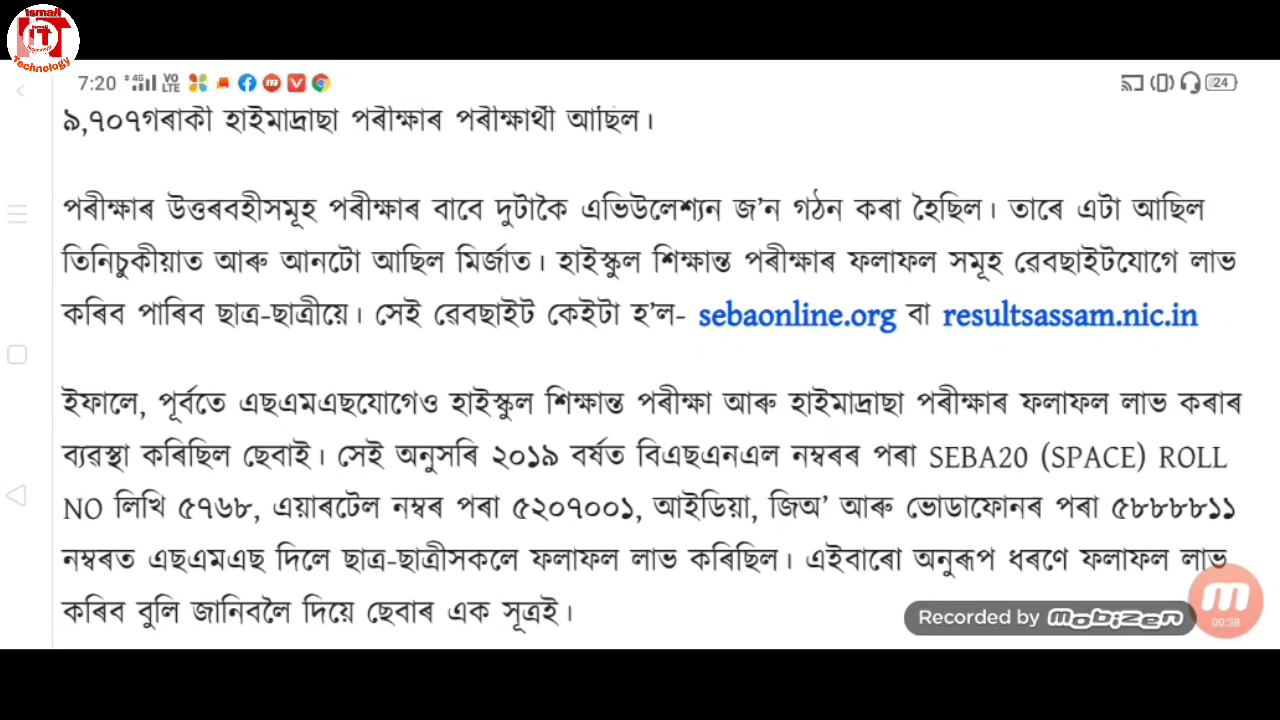 Ismail
IT
Technology
7:20
4G
VO
LTE
24
৯,৭০৭গৰাকী হাইমাদ্ৰাছা পৰীক্ষাৰ পৰীক্ষাৰ্থী আছিল।
পৰীক্ষাৰ উত্তৰবহীসমূহ পৰীক্ষাৰ বাবে দুটাকৈ এভিউলেশ্যন জ'ন গঠন কৰা হৈছিল। তাৰে এটা আছিল
তিনিচুকীয়াত আৰু আনটো আছিল মিৰ্জাত। হাইস্কুল শিক্ষান্ত পৰীক্ষাৰ ফলাফল সমূহ ৱেবছাইটযোগে লাভ
কৰিব পাৰিব ছাত্ৰ-ছাত্ৰীয়ে। সেই ৱেবছাইট কেইটা হ'ল- sebaonline.org বা resultsassam.nic.in
ইফালে, পূৰ্বতে এছএমএছযোগেও হাইস্কুল শিক্ষান্ত পৰীক্ষা আৰু হাইমাদ্ৰাছা পৰীক্ষাৰ ফলাফল লাভ কৰাৰ
ব্যৱস্থা কৰিছিল ছেবাই। সেই অনুসৰি ২০১৯ বৰ্ষত বিএছএনএল নম্বৰৰ পৰা SEBA20 (SPACE) ROLL
NO লিখি ৫৭৬৮, এয়াৰটেল নম্বৰ পৰা ৫২০৭০০১, আইডিয়া, জিঅ' আৰু ভোডাফোনৰ পৰা ৫৮৮৮৮১১
নম্বৰত এছএমএছ দিলে ছাত্ৰ-ছাত্ৰীসকলে ফলাফল লাভ কৰিছিল। এইবাৰো অনুৰূপ ধৰণে ফলাফল লাভ
কৰিব বুলি জানিবলৈ দিয়ে ছেবাৰ এক সূত্ৰই।
Recorded by mobizen
00:38